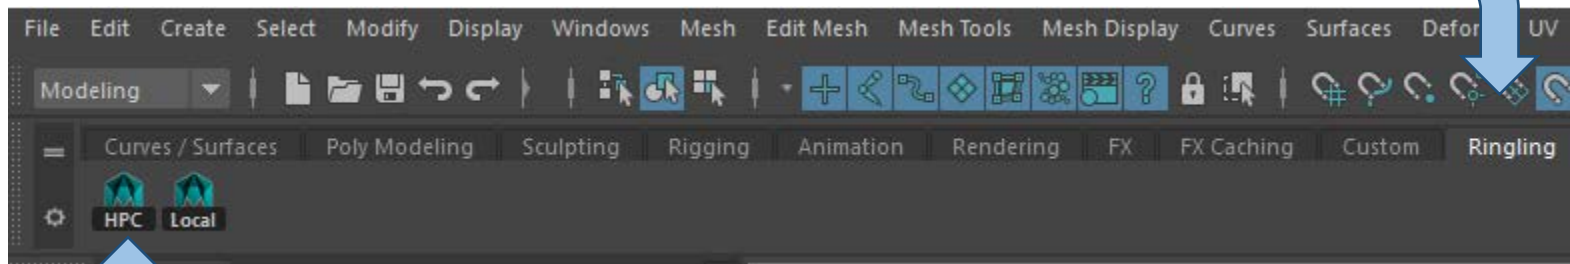 File Edit Create Select Modify Display Windows Mesh Edit Mesh Mesh Tools Mesh Display Curves Surfaces UV
Modeling
?
Curves / Surfaces Poly Modeling Sculpting Rigging Animation Rendering FX FX Caching Custom Ringling
HPC Local